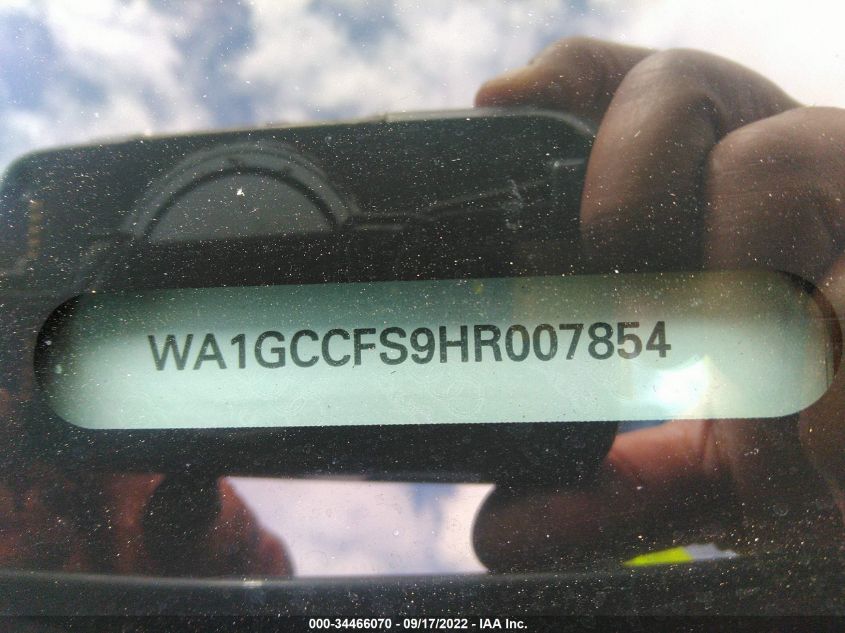 WA1GCCFS9HR007854
000-34466070 - 09/17/2022 - IAA Inc.